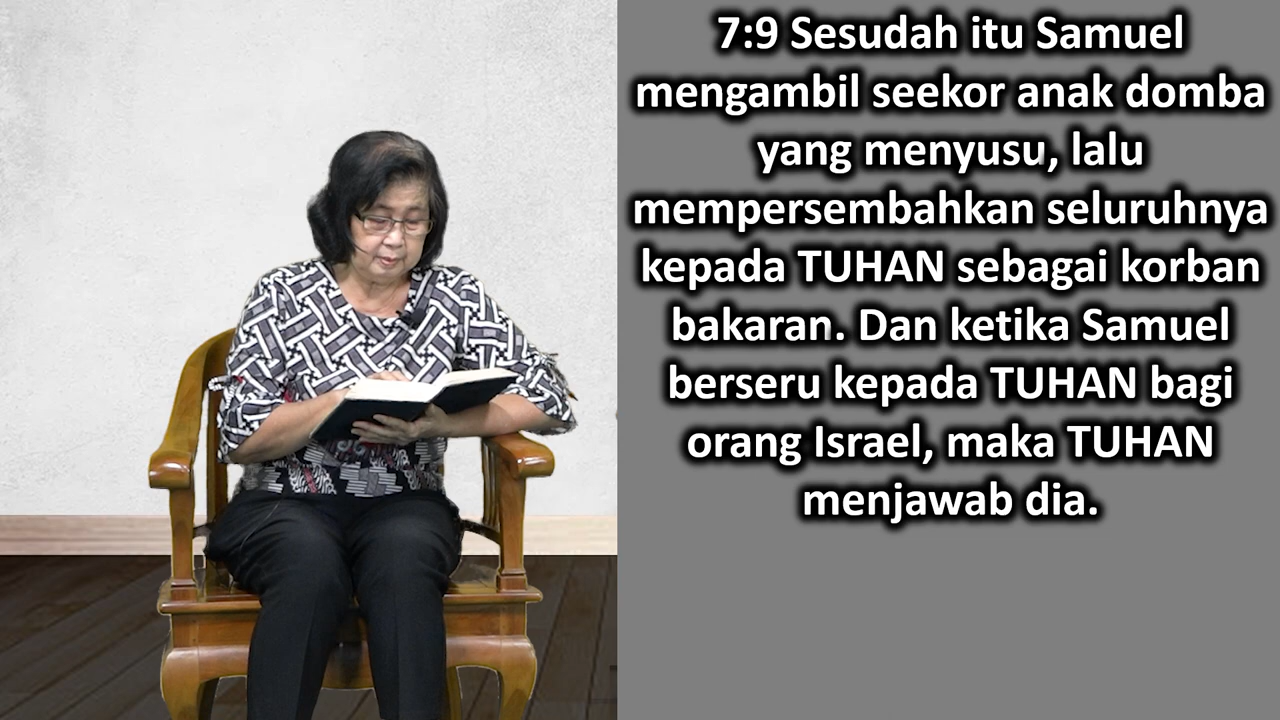 7:9 Sesudah itu Samuel
mengambil seekor anak domba
yang menyusu, lalu
mempersembahkan seluruhnya
kepada TUHAN sebagai korban
bakaran. Dan ketika Samuel
berseru kepada TUHAN bagi
orang Israel, maka TUHAN
menjawab dia.